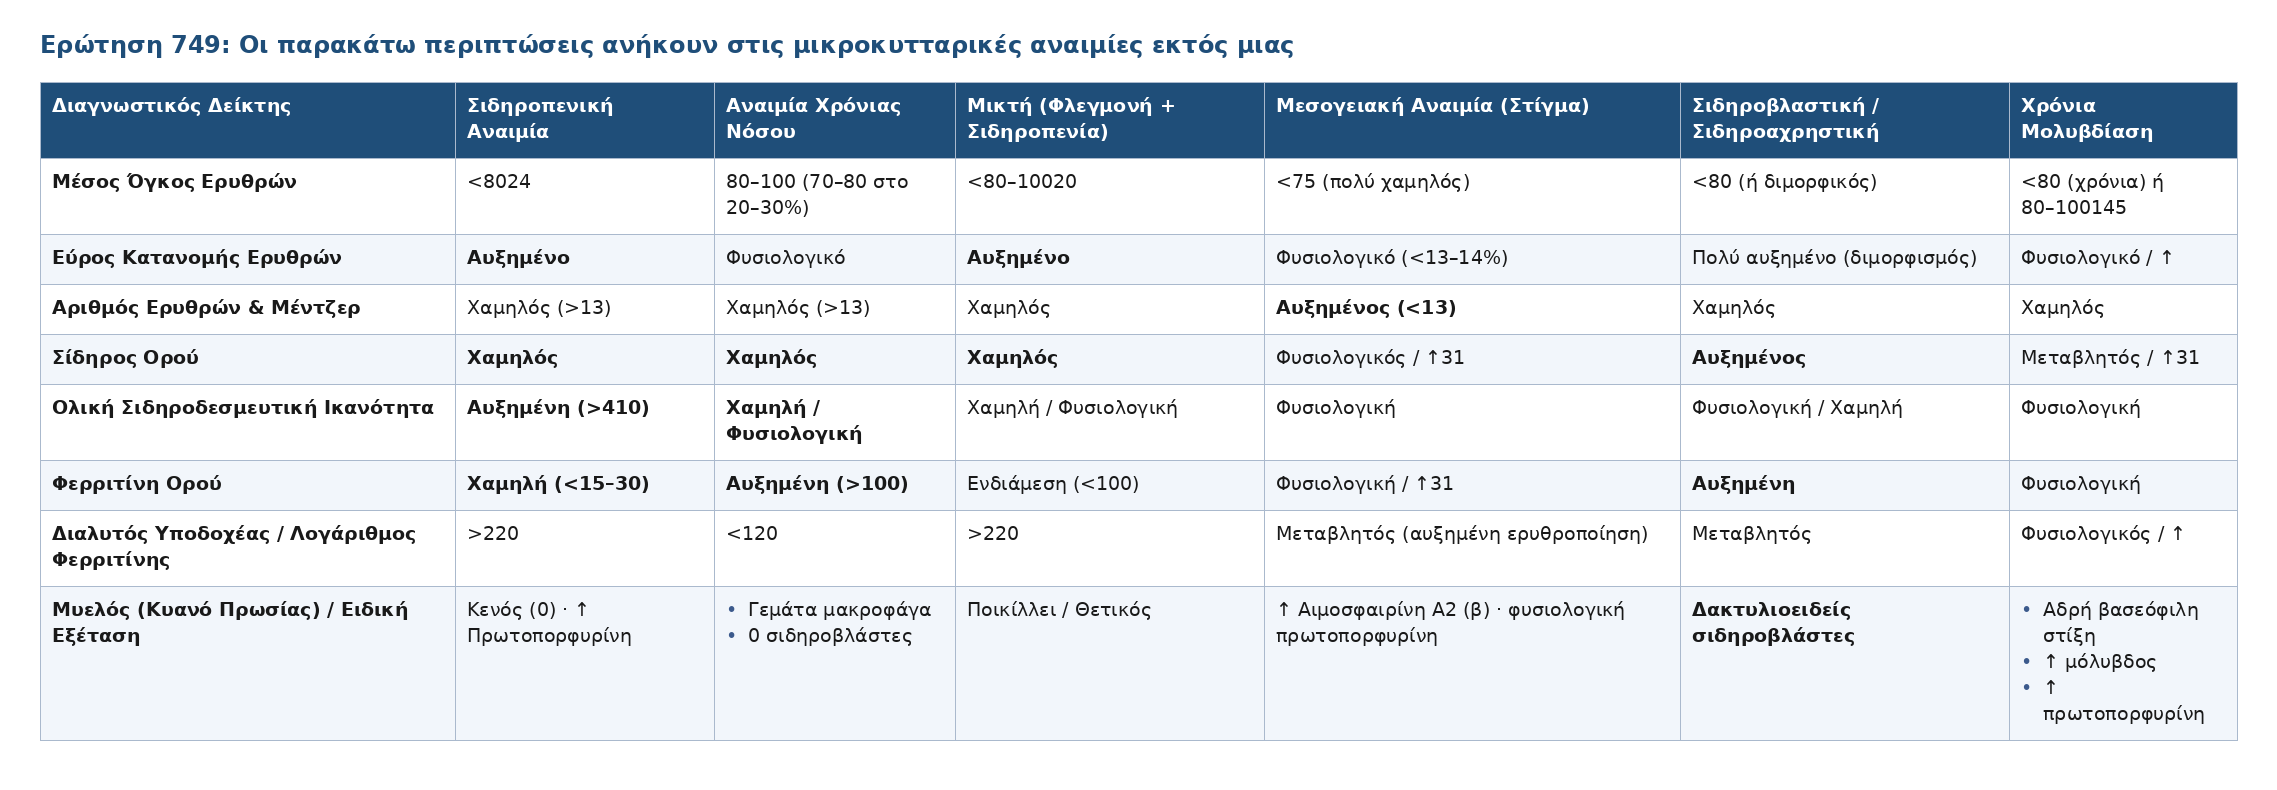 Ερώτηση 749: Οι παρακάτω περιπτώσεις ανήκουν στις μικροκυτταρικές αναιμίες εκτός μιας
Διαγνωστικός Δείκτης
Σιδηροπενική
Αναιμία
Αναιμία Χρόνιας
Νόσου
Μικτή (Φλεγμονή +
Σιδηροπενία)
Μεσογειακή Αναιμία (Στίγμα)
Σιδηροβλαστική /
Σιδηροαχρηστική
Χρόνια
Μολυβδίαση
Μέσος Όγκος Ερυθρών
<8024
80–100 (70–80 στο
20–30%)
<80–10020
<75 (πολύ χαμηλός)
<80 (ή διμορφικός)
<80 (χρόνια) ή
80–100145
Εύρος Κατανομής Ερυθρών
Αυξημένο
Φυσιολογικό
Αυξημένο
Φυσιολογικό (<13–14%)
Πολύ αυξημένο (διμορφισμός)
Φυσιολογικό / ↑
Αριθμός Ερυθρών & Μέντζερ
Χαμηλός (>13)
Χαμηλός (>13)
Χαμηλός
Αυξημένος (<13)
Χαμηλός
Χαμηλός
Σίδηρος Ορού
Χαμηλός
Χαμηλός
Χαμηλός
Φυσιολογικός / ↑31
Αυξημένος
Μεταβλητός / ↑31
Ολική Σιδηροδεσμευτική Ικανότητα
Αυξημένη (>410)
Χαμηλή /
Φυσιολογική
Χαμηλή / Φυσιολογική
Φυσιολογική
Φυσιολογική / Χαμηλή
Φυσιολογική
Φερριτίνη Ορού
Χαμηλή (<15–30)
Αυξημένη (>100)
Ενδιάμεση (<100)
Φυσιολογική / ↑31
Αυξημένη
Φυσιολογική
Διαλυτός Υποδοχέας / Λογάριθμος
Φερριτίνης
>220
<120
>220
Μεταβλητός (αυξημένη ερυθροποίηση)
Μεταβλητός
Φυσιολογικός / ↑
Μυελός (Κυανό Πρωσίας) / Ειδική
Εξέταση
Κενός (0) · ↑
Πρωτοπορφυρίνη
• Γεμάτα μακροφάγα
• 0 σιδηροβλάστες
Ποικίλλει / Θετικός
↑ Αιμοσφαιρίνη Α2 (β) · φυσιολογική
πρωτοπορφυρίνη
Δακτυλιοειδείς
σιδηροβλάστες
• Αδρή βασεόφιλη
στίξη
• ↑ μόλυβδος
• ↑
πρωτοπορφυρίνη